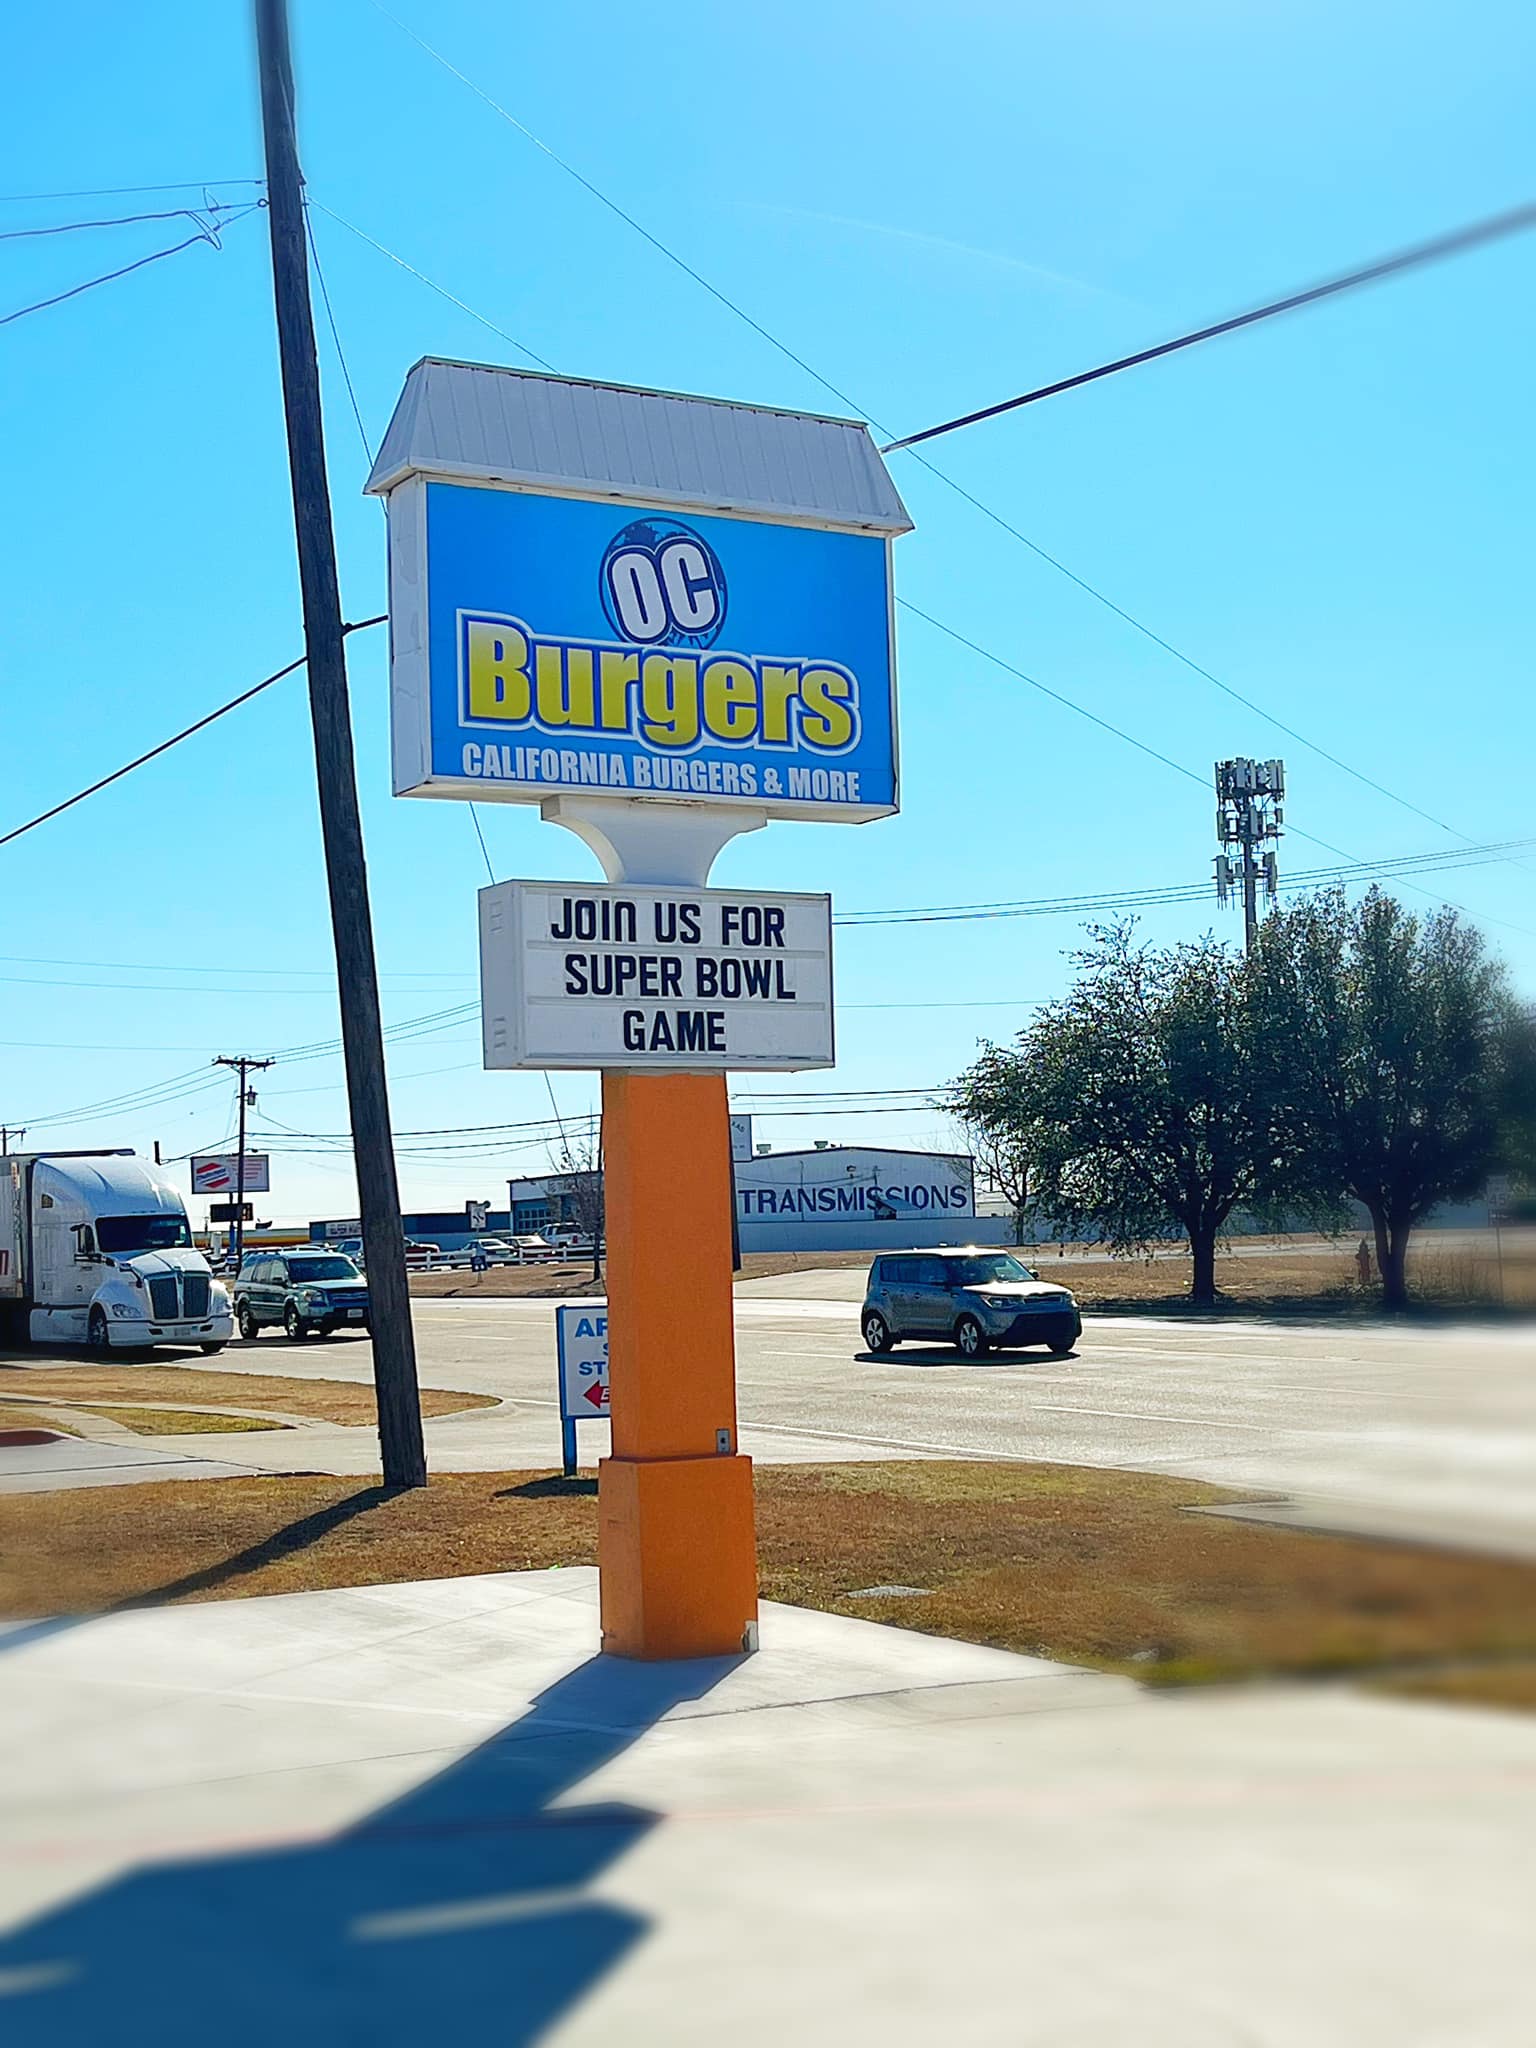 OC
Burgers
CALIFORNIA BURGERS & MORE
JOIN US FOR
SUPER BOWL
GAME
TRANSMISSIONS